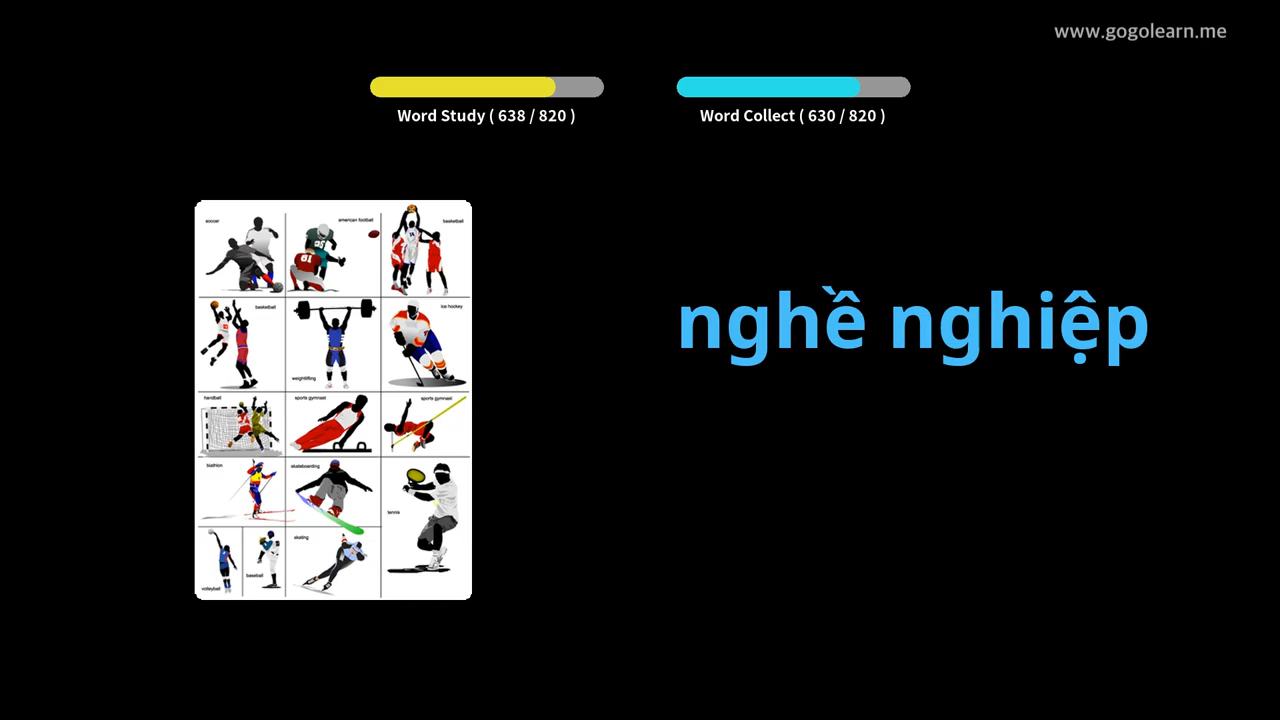 www.gogolearn.me
Word Study ( 638 / 820 )
Word Collect ( 630 / 820 )
nghề nghiệp
soccer
american football
basketball
basketball
weightlifting
ice hockey
handball
sports gymnast
sports gymnast
biathlon
skateboarding
tennis
volleyball
baseball
skating